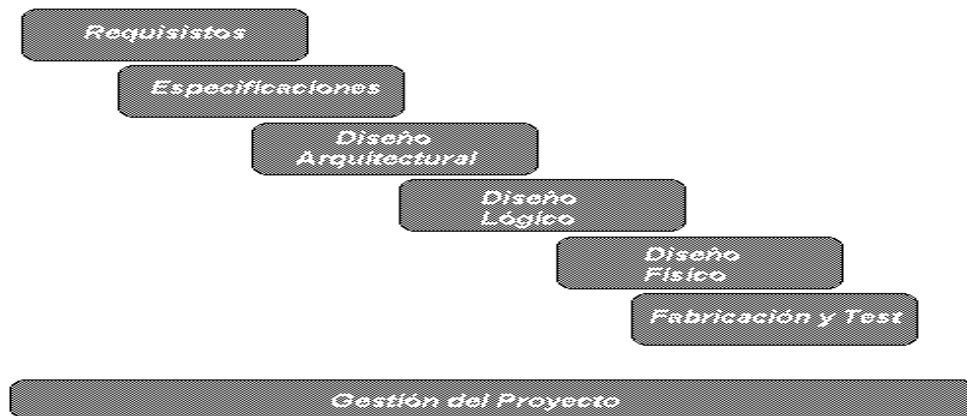 Requisistos
Especificaciones
Diseño
Arquitectural
Diseño
Lógico
Diseño
Físico
Fabricación y Test
Gestión del Proyecto